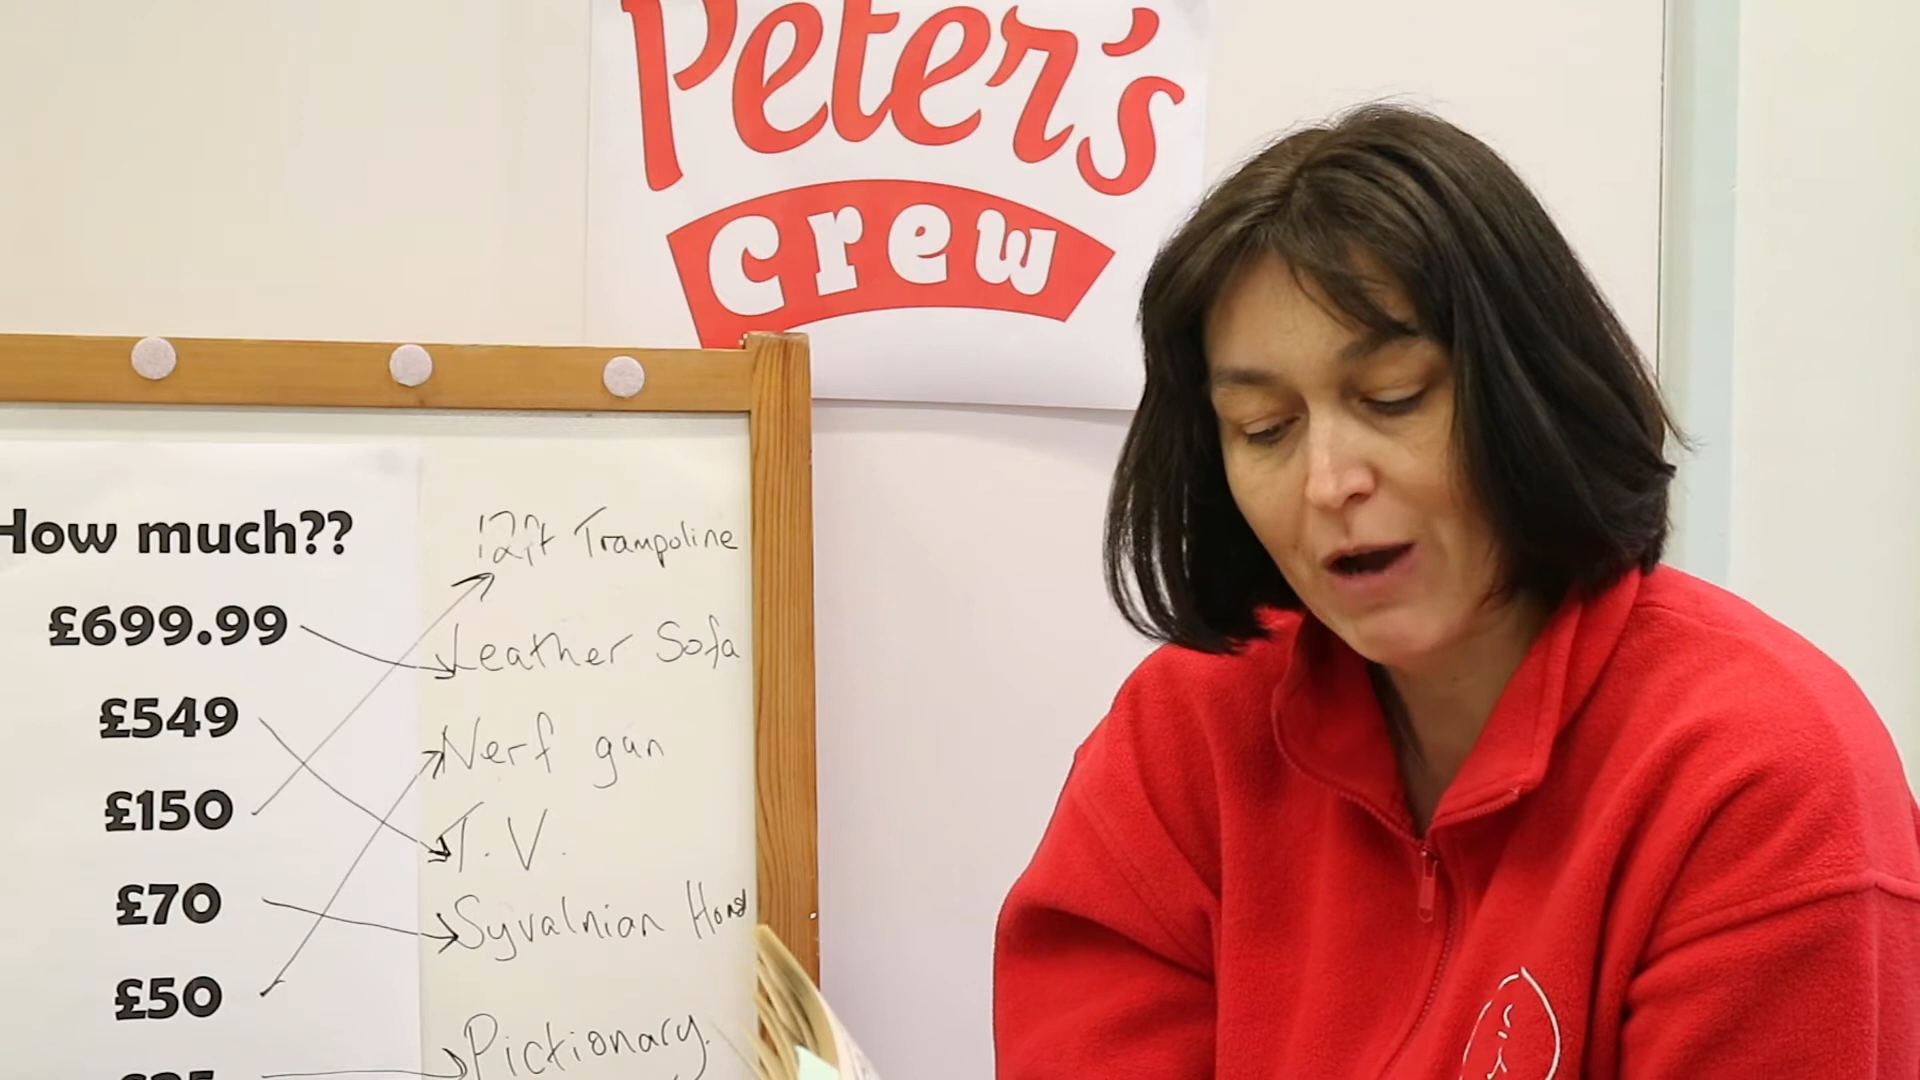 Peter's
crew
How much??
£699.99
£549
£150
£70
£50
12ft Trampoline
Leather Sofa
Nerf gun
T.V.
Syvalnian
Pictionary.